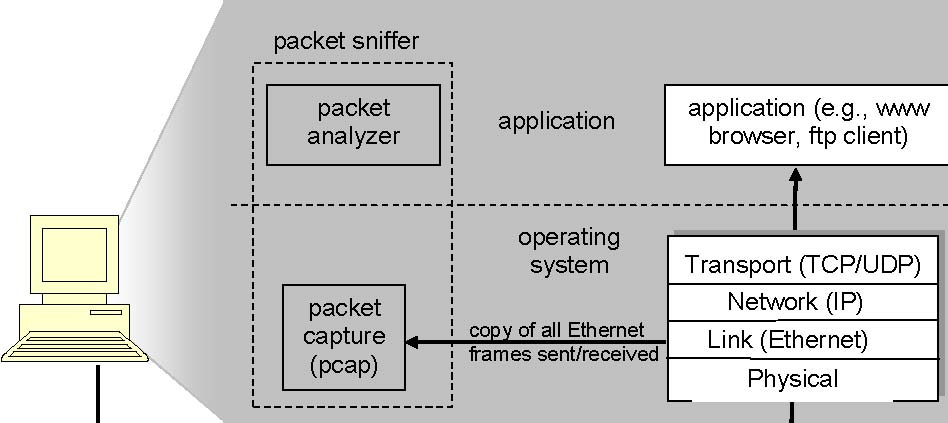 packet sniffer
packet
analyzer
application
application (e.g., www
browser, ftp client)
operating
system
packet
capture
(pcap)
copy of all Ethernet
frames sent/received
Transport (TCP/UDP)
Network (IP)
Link (Ethernet)
Physical